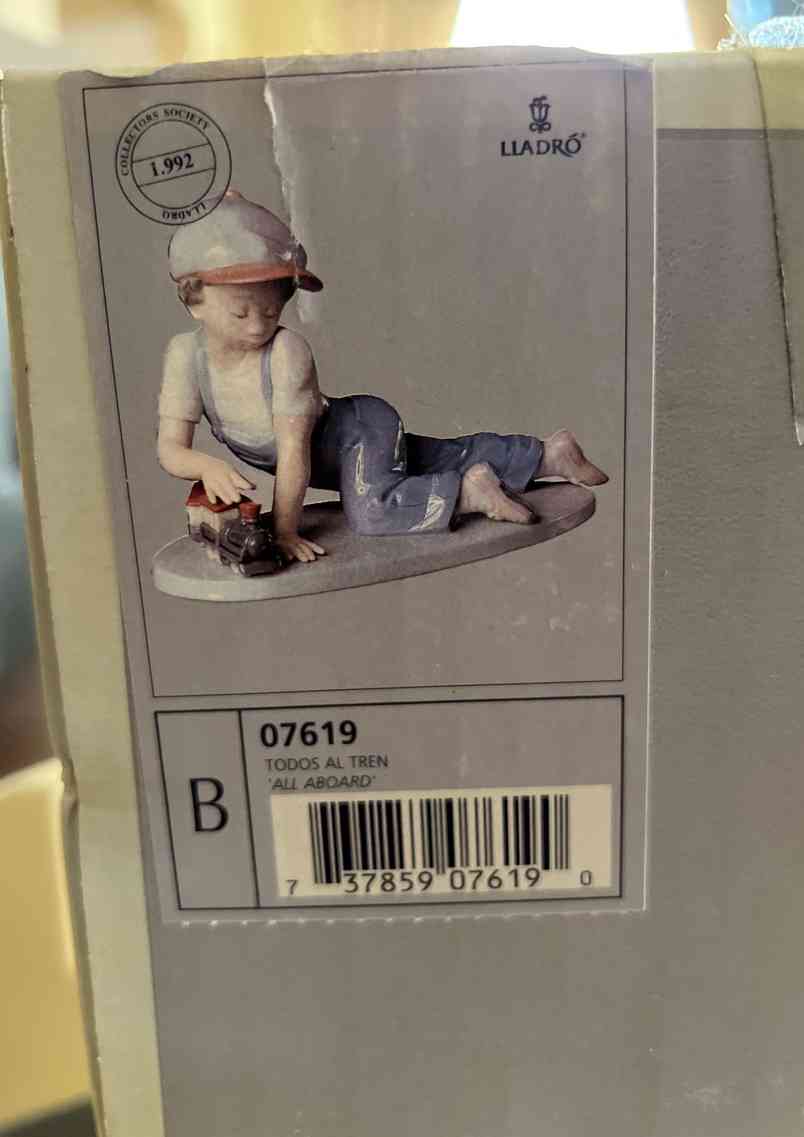 COLLECTORS SOCIETY
1.992
LLADRO
LLADRÓ®
07619
TODOS AL TREN
'ALL ABOARD'
B
7 37859 07619 0